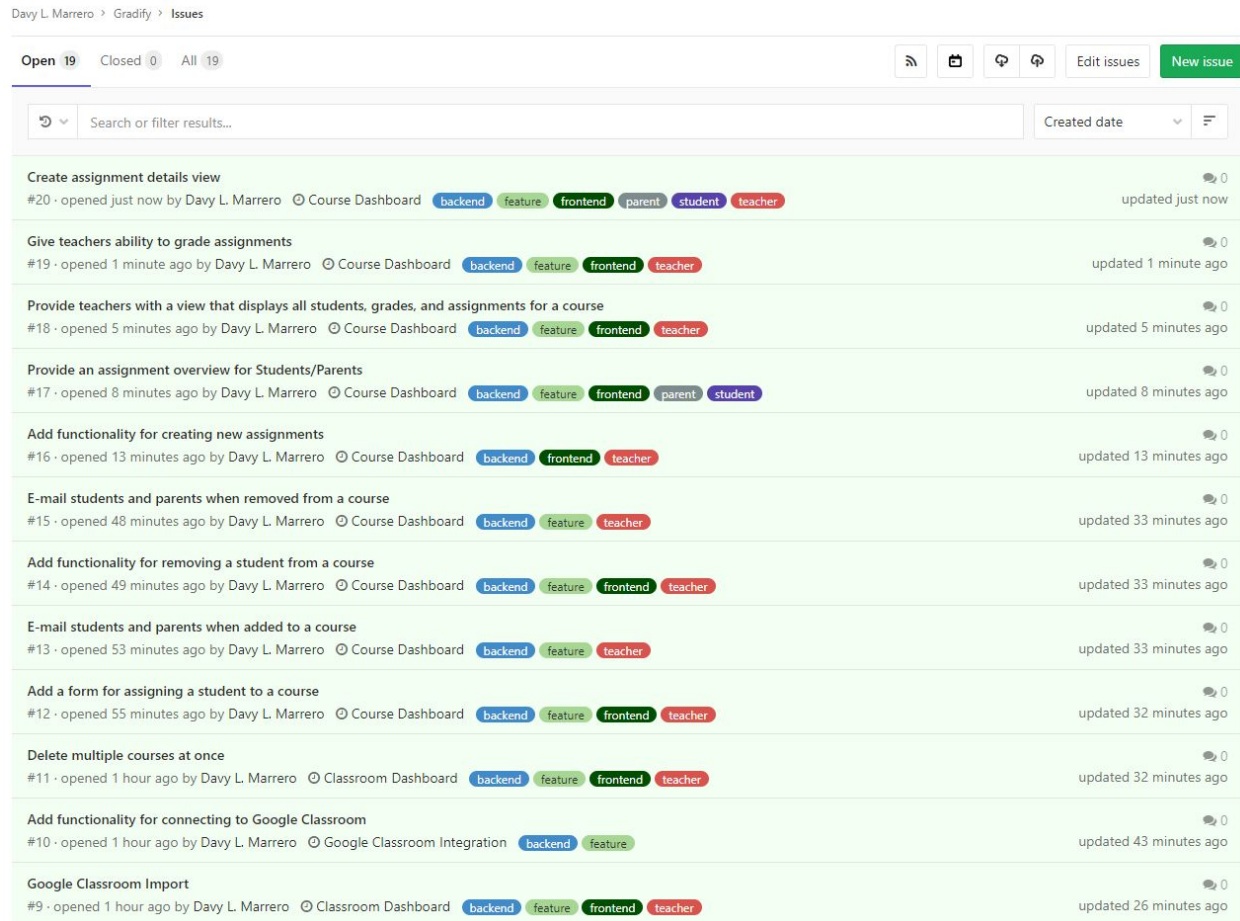 Davy L. Marrero > Gradify > Issues
Open 19 Closed 0 All 19 Edit issues New issue
Search or filter results... Created date
Create assignment details view 0
#20 · opened just now by Davy L. Marrero Course Dashboard backend feature frontend parent student teacher updated just now
Give teachers ability to grade assignments 0
#19 · opened 1 minute ago by Davy L. Marrero Course Dashboard backend feature frontend teacher updated 1 minute ago
Provide teachers with a view that displays all students, grades, and assignments for a course 0
#18 · opened 5 minutes ago by Davy L. Marrero Course Dashboard backend feature frontend teacher updated 5 minutes ago
Provide an assignment overview for Students/Parents 0
#17 · opened 8 minutes ago by Davy L. Marrero Course Dashboard backend feature frontend parent student updated 8 minutes ago
Add functionality for creating new assignments 0
#16 · opened 13 minutes ago by Davy L. Marrero Course Dashboard backend frontend teacher updated 13 minutes ago
E-mail students and parents when removed from a course 0
#15 · opened 48 minutes ago by Davy L. Marrero Course Dashboard backend feature teacher updated 33 minutes ago
Add functionality for removing a student from a course 0
#14 · opened 49 minutes ago by Davy L. Marrero Course Dashboard backend feature frontend teacher updated 33 minutes ago
E-mail students and parents when added to a course 0
#13 · opened 53 minutes ago by Davy L. Marrero Course Dashboard backend feature teacher updated 33 minutes ago
Add a form for assigning a student to a course 0
#12 · opened 55 minutes ago by Davy L. Marrero Course Dashboard backend feature frontend teacher updated 32 minutes ago
Delete multiple courses at once 0
#11 · opened 1 hour ago by Davy L. Marrero Classroom Dashboard backend feature frontend teacher updated 32 minutes ago
Add functionality for connecting to Google Classroom 0
#10 · opened 1 hour ago by Davy L. Marrero Google Classroom Integration backend feature updated 43 minutes ago
Google Classroom Import 0
#9 · opened 1 hour ago by Davy L. Marrero Classroom Dashboard backend feature frontend teacher updated 26 minutes ago